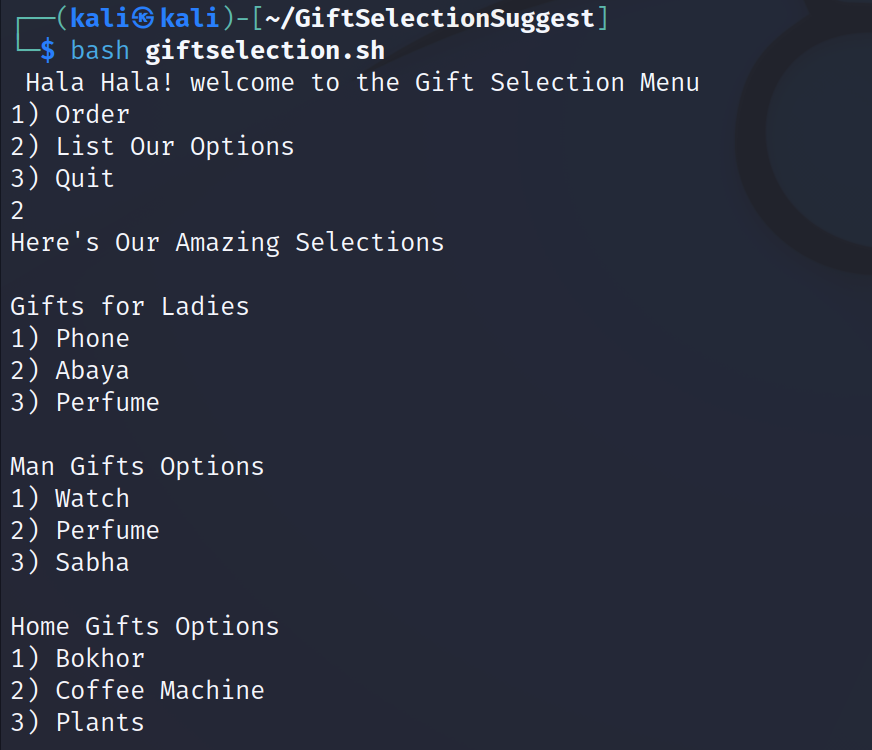 ┌──(kali㉿kali)-[~/GiftSelectionSuggest]
└─$ bash giftselection.sh
 Hala Hala! welcome to the Gift Selection Menu
1) Order
2) List Our Options
3) Quit
2
Here's Our Amazing Selections

Gifts for Ladies
1) Phone
2) Abaya
3) Perfume

Man Gifts Options
1) Watch
2) Perfume
3) Sabha

Home Gifts Options
1) Bokhor
2) Coffee Machine
3) Plants